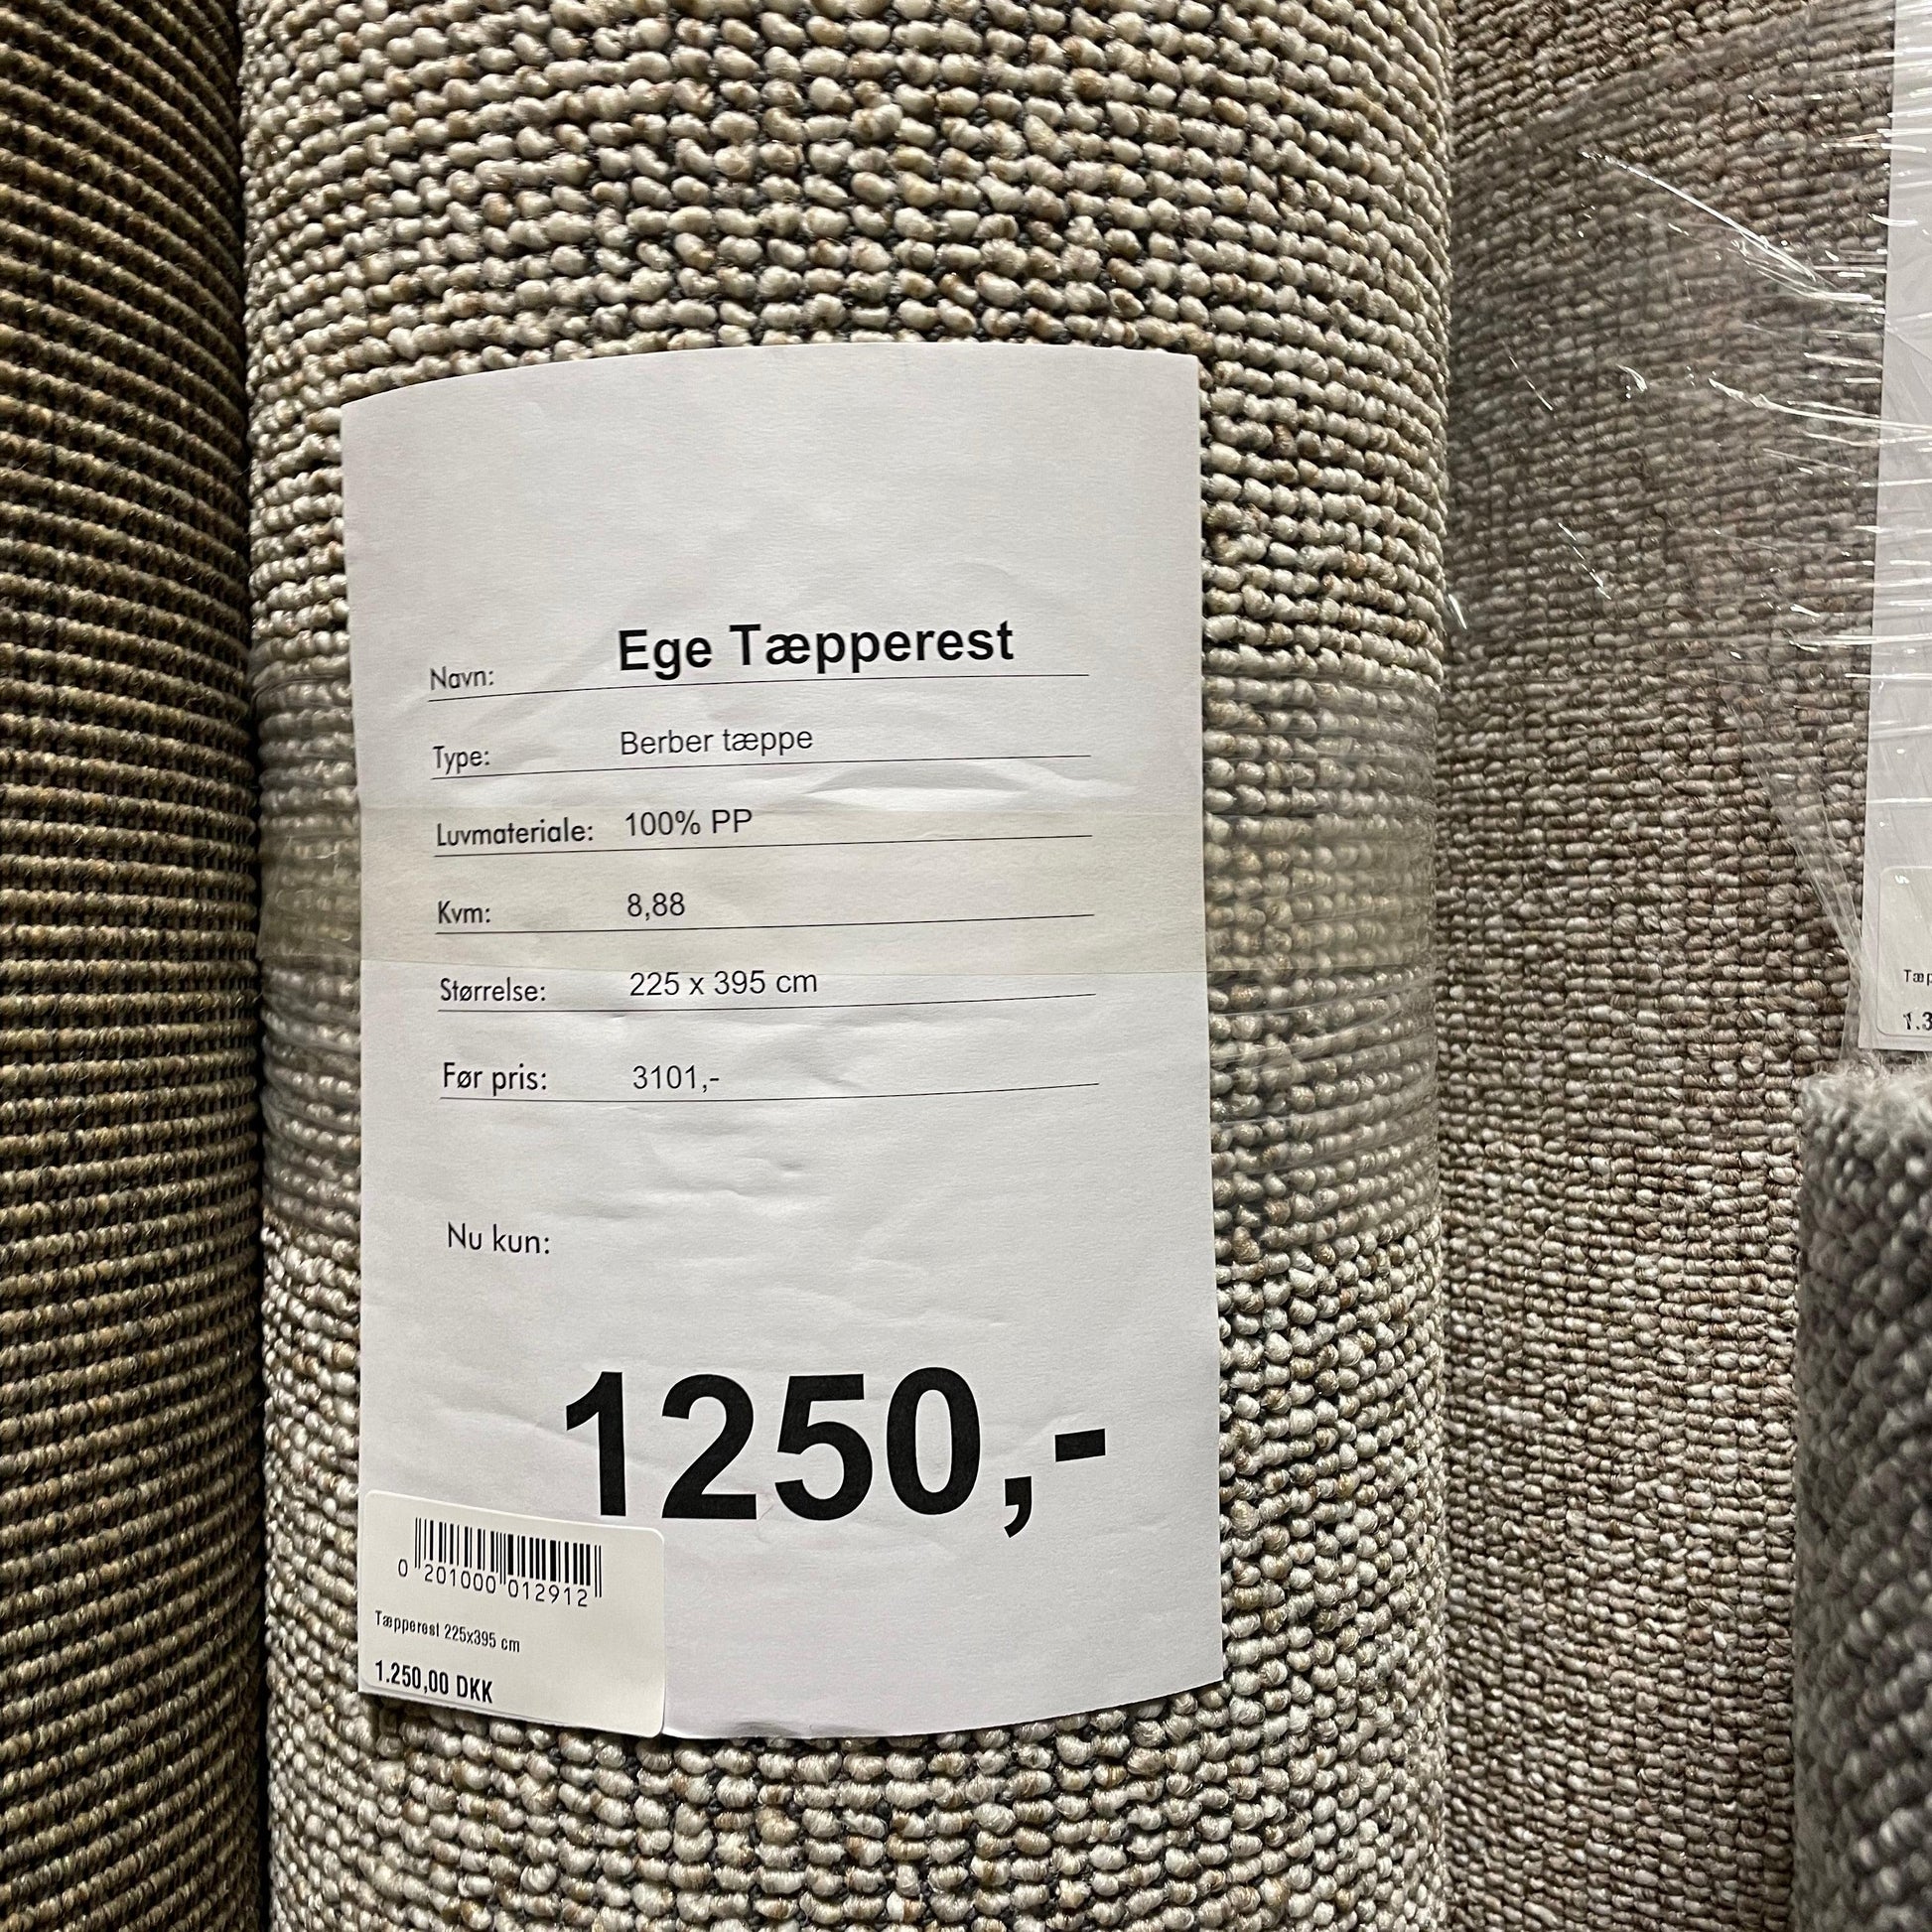 Navn: Ege Tæpperest
Type: Berber tæppe
Luvmateriale: 100% PP
Kvm: 8,88
Størrelse: 225 x 395 cm
Før pris: 3101,-
Nu kun:
1250,-
0 201000 012912
Tæpperest 225x395 cm
1.250,00 DKK